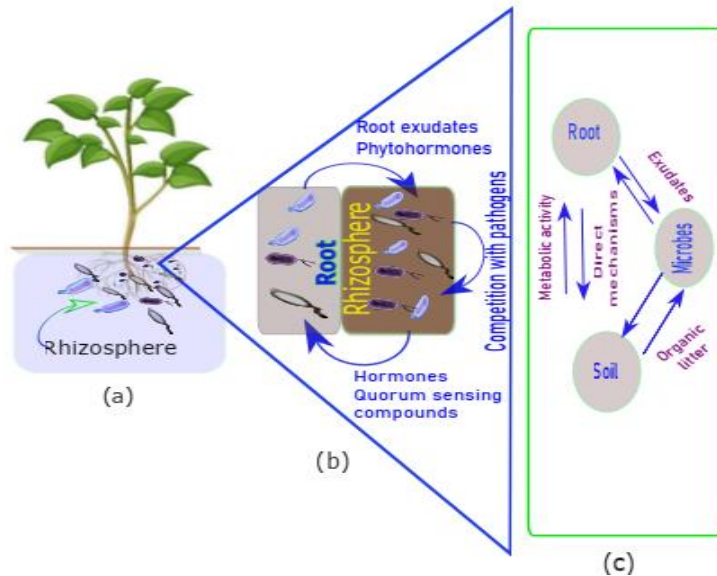 Rhizosphere
(a)
Root exudates
Phytohormones
Root
Rhizosphere
Competition with pathogens
Hormones
Quorum sensing
compounds
(b)
Root
Exudates
Microbes
Metabolic activity
Direct
mechanisms
Organic
litter
Soil
(c)